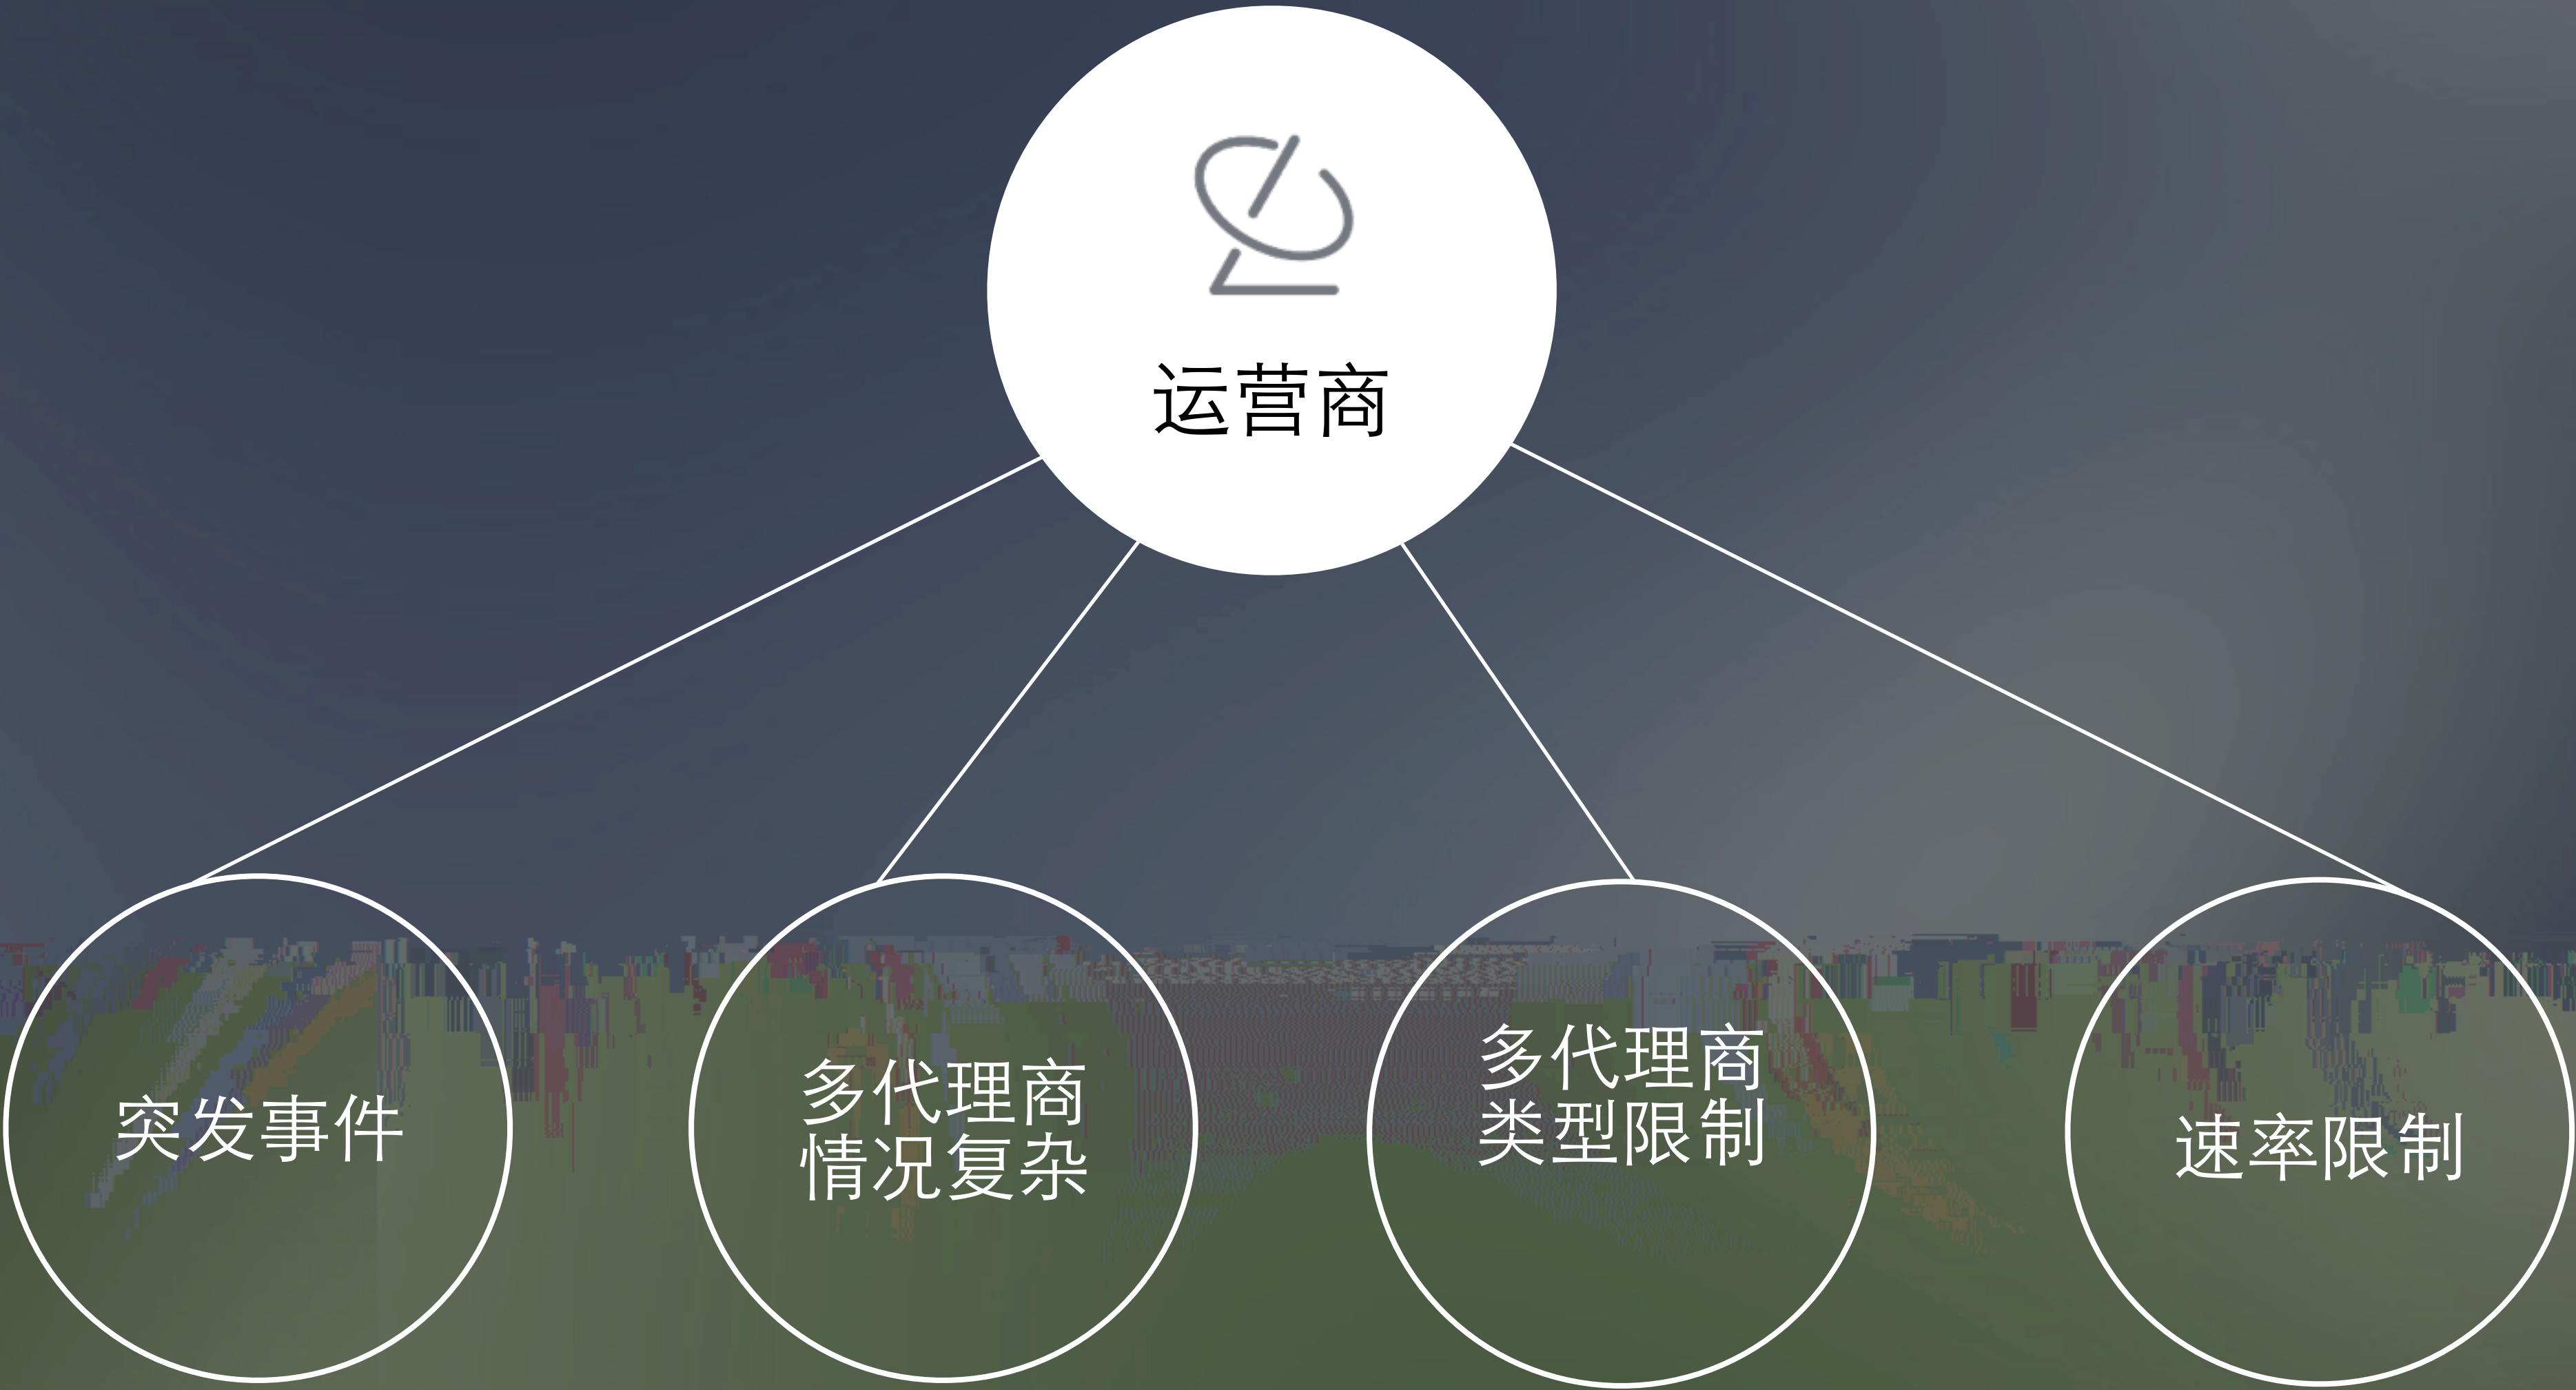 运营商
突发事件
多代理商
情况复杂
多代理商
类型限制
速率限制